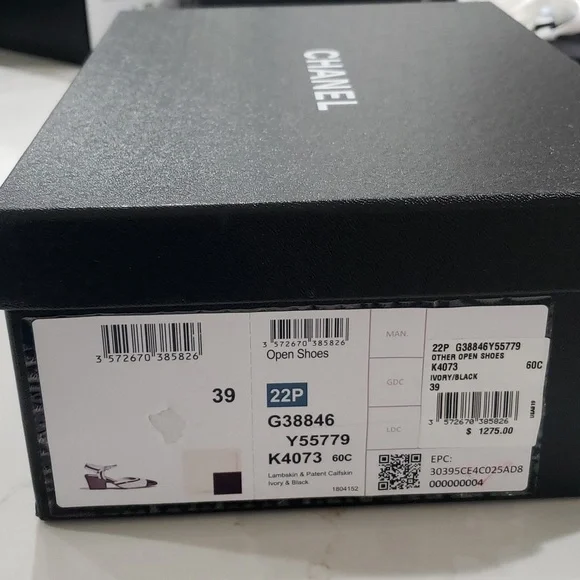 CHANEL
3 572670 385826
39
3 572670 385826
Open Shoes
22P
G38846
Y55779
K4073 60C
Lambskin & Patent Calfskin
Ivory & Black
1804152
MAN.
GDC
LDC
22P G38846Y55779
OTHER OPEN SHOES
K4073 60C
IVORY/BLACK
39
3 572670 385826
$ 1275.00
EPC:
30395CE4C025AD8
000000004